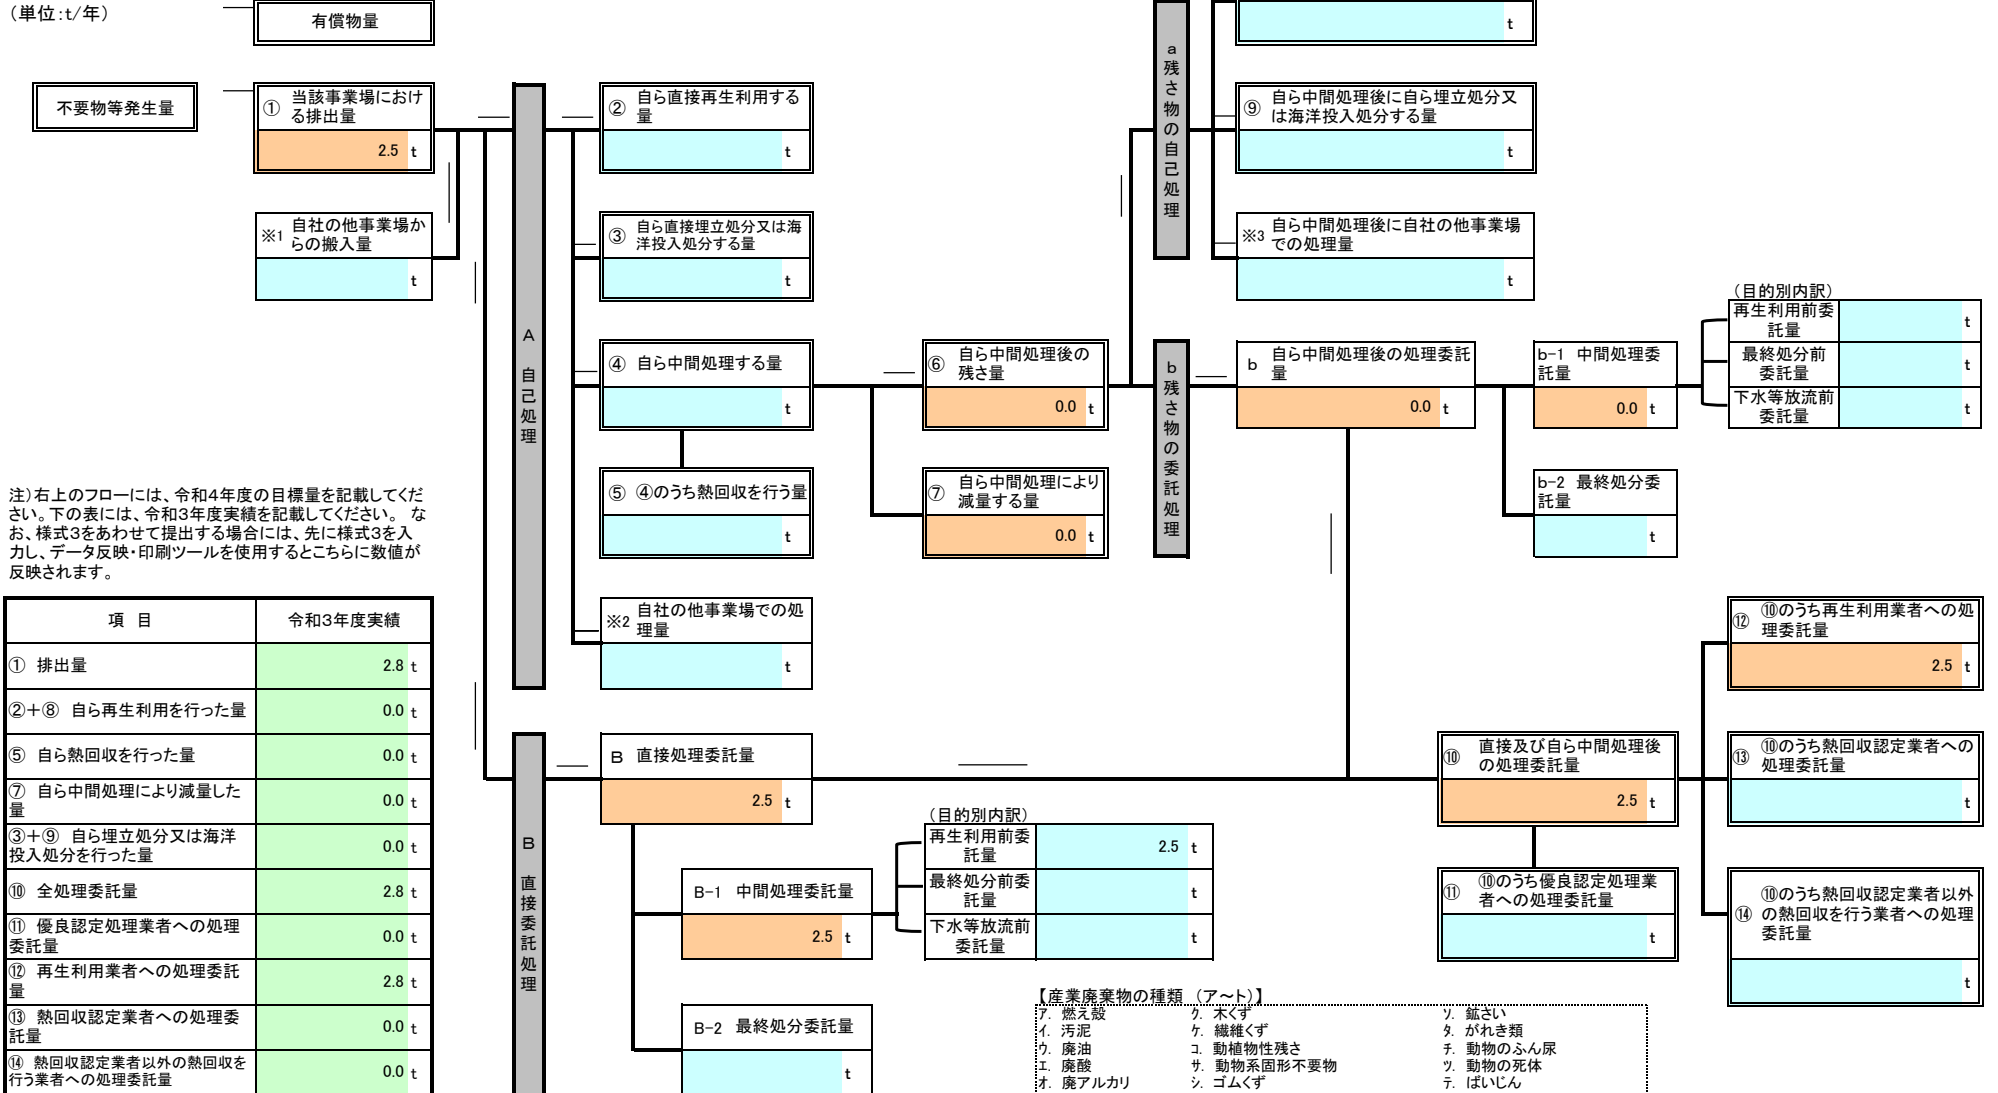 （単位：t/年）
有償物量
t
不要物等発生量
① 当該事業場におけ
る排出量
2.5 t
※1 自社の他事業場か
らの搬入量
t
A 自己処理
② 自ら直接再生利用する
量
t
③ 自ら直接埋立処分又は海
洋投入処分する量
t
④ 自ら中間処理する量
t
⑤ ④のうち熱回収を行う量
t
※2 自社の他事業場での処
理量
t
⑥ 自ら中間処理後の
残さ量
0.0 t
⑦ 自ら中間処理により
減量する量
0.0 t
a 残さ物の自己処理
⑨ 自ら中間処理後に自ら埋立処分又
は海洋投入処分する量
t
※3 自ら中間処理後に自社の他事業場
での処理量
t
b 残さ物の委託処理
b 自ら中間処理後の処理委託
量
0.0 t
b-1 中間処理委
託量
0.0 t
b-2 最終処分委
託量
t
（目的別内訳）
再生利用前委
託量
t
最終処分前
委託量
t
下水等放流前
委託量
t
注）右上のフローには、令和４年度の目標量を記載してくだ
さい。下の表には、令和３年度実績を記載してください。 な
お、様式３をあわせて提出する場合には、先に様式３を入
力し、データ反映・印刷ツールを使用するとこちらに数値が
反映されます。
項 目 令和３年度実績
① 排出量 2.8 t
②＋⑧ 自ら再生利用を行った量 0.0 t
⑤ 自ら熱回収を行った量 0.0 t
⑦ 自ら中間処理により減量した
量 0.0 t
③＋⑨ 自ら埋立処分又は海洋
投入処分を行った量 0.0 t
⑩ 全処理委託量 2.8 t
⑪ 優良認定処理業者への処理
委託量 0.0 t
⑫ 再生利用業者への処理委託
量 2.8 t
⑬ 熱回収認定業者への処理委
託量 0.0 t
⑭ 熱回収認定業者以外の熱回収を
行う業者への処理委託量 0.0 t
B 直接委託処理
B 直接処理委託量
2.5 t
B-1 中間処理委託量
2.5 t
B-2 最終処分委託量
t
（目的別内訳）
再生利用前委
託量
2.5 t
最終処分前委
託量
t
下水等放流前
委託量
t
⑩ 直接及び自ら中間処理後
の処理委託量
2.5 t
⑪ ⑩のうち優良認定処理業
者への処理委託量
t
⑫ ⑩のうち再生利用業者への処
理委託量
2.5 t
⑬ ⑩のうち熱回収認定業者への
処理委託量
t
⑭ ⑩のうち熱回収認定業者以外
の熱回収を行う業者への処理
委託量
t
【産業廃棄物の種類 （ア～ト）】
ア. 燃え殻 ク. 木くず ソ. 鉱さい
イ. 汚泥 ケ. 繊維くず タ. がれき類
ウ. 廃油 コ. 動植物性残さ チ. 動物のふん尿
エ. 廃酸 サ. 動物系固形不要物 ツ. 動物の死体
オ. 廃アルカリ シ. ゴムくず テ. ばいじん